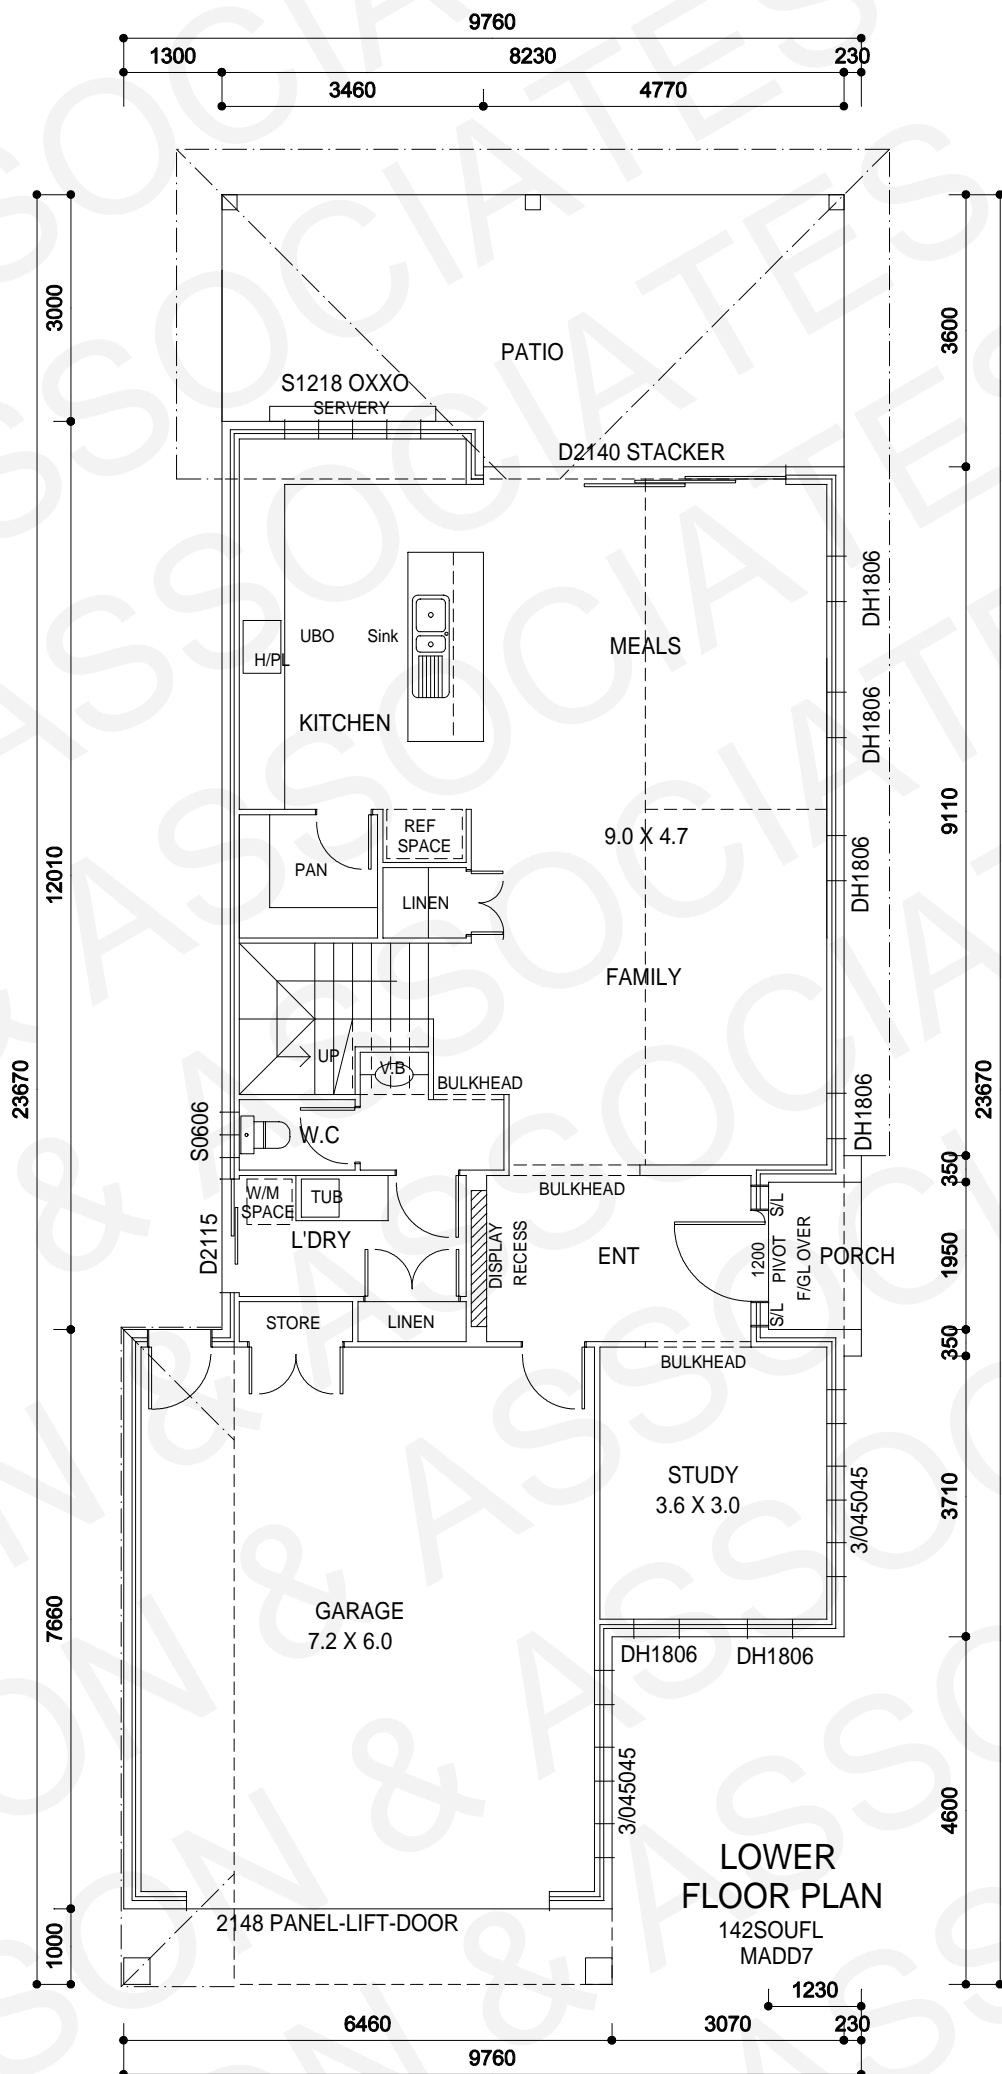 9760
1300
8230
230
3460
4770
3000
3600
PATIO
S1218 OXXO
SERVERY
D2140 STACKER
DH1806
UBO
Sink
H/PL
MEALS
KITCHEN
DH1806
9110
REF
SPACE
9.0 X 4.7
PAN
12010
LINEN
DH1806
FAMILY
UP
V.B
BULKHEAD
23670
23670
S0606
W.C
DH1806
350
W/M
SPACE
TUB
BULKHEAD
S/L
L'DRY
D2115
DISPLAY
RECESS
ENT
1200
PIVOT
F/GL OVER
PORCH
1950
S/L
STORE
LINEN
350
BULKHEAD
STUDY
3.6 X 3.0
3/045045
3710
GARAGE
7.2 X 6.0
7660
DH1806
DH1806
3/045045
4600
LOWER
FLOOR PLAN
142SOUFL
MADD7
2148 PANEL-LIFT-DOOR
1000
1230
6460
3070
230
9760
SON & ASSOCIATES